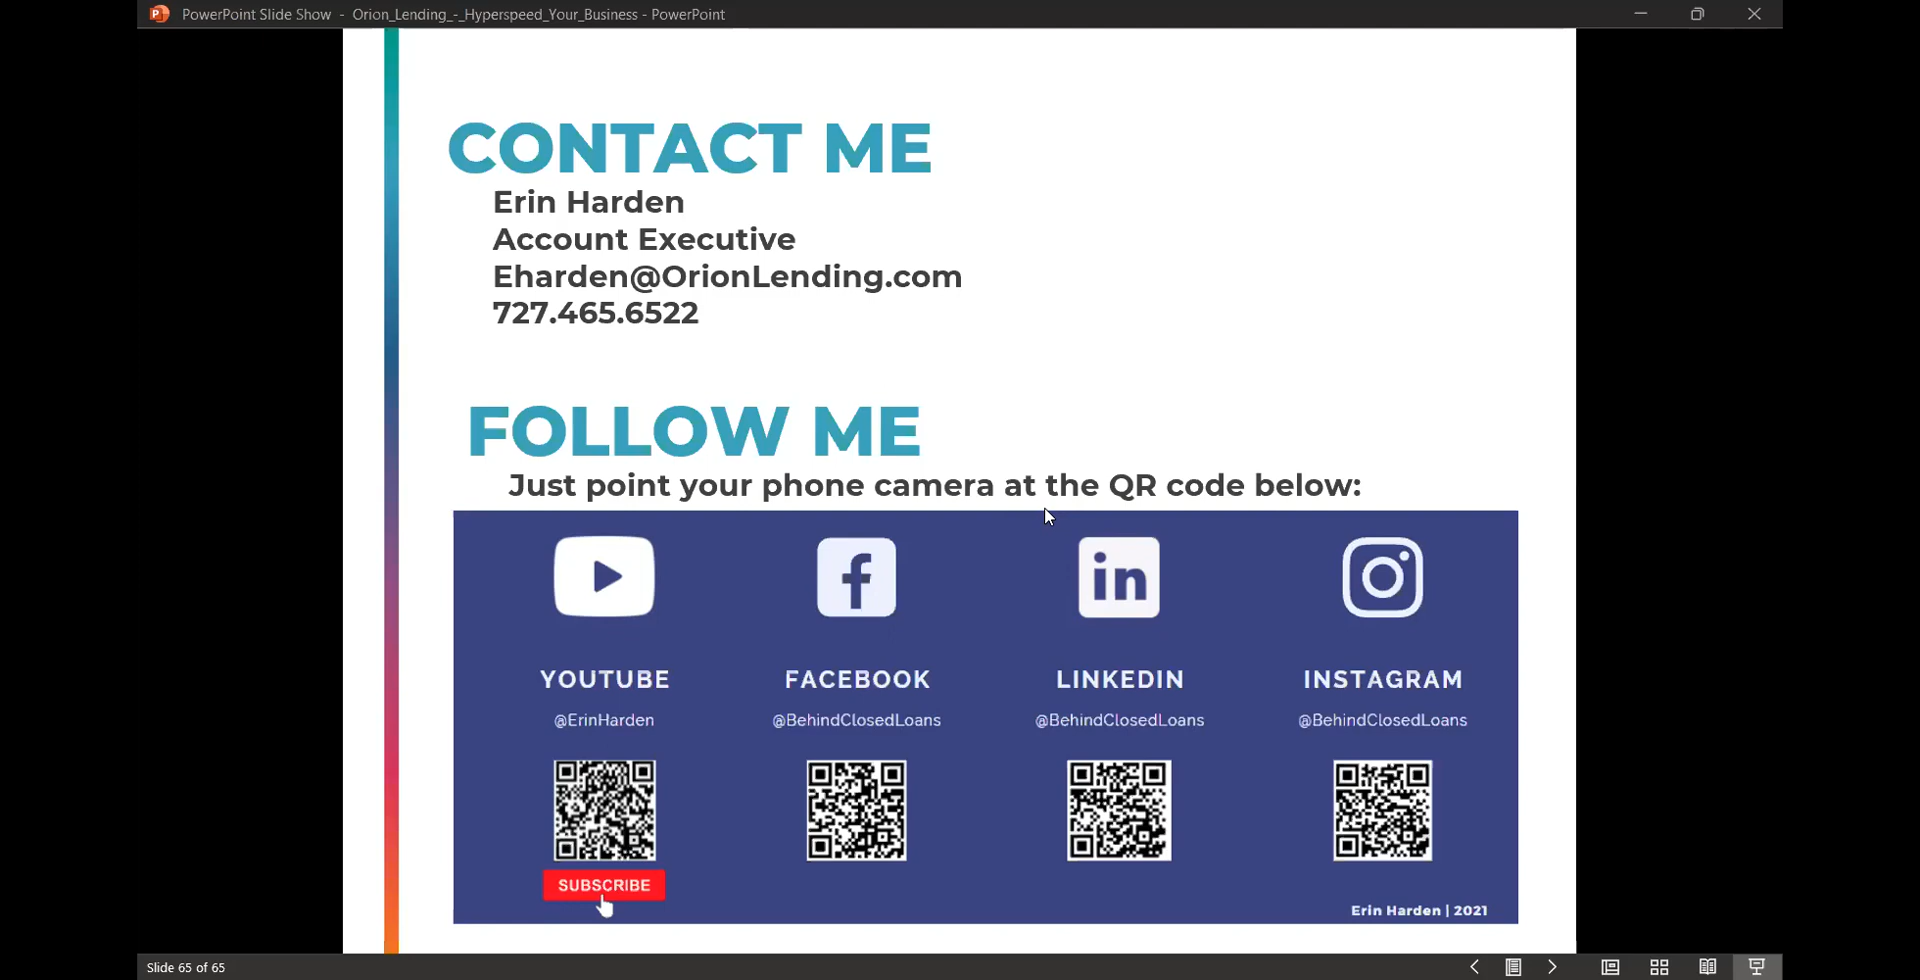 PowerPoint Slide Show - Orion_Lending_-_Hyperspeed_Your_Business - PowerPoint
CONTACT ME
Erin Harden
Account Executive
Eharden@OrionLending.com
727.465.6522
FOLLOW ME
Just point your phone camera at the QR code below:
YOUTUBE
@ErinHarden
SUBSCRIBE
FACEBOOK
@BehindClosedLoans
LINKEDIN
@BehindClosedLoans
INSTAGRAM
@BehindClosedLoans
Erin Harden | 2021
Slide 65 of 65